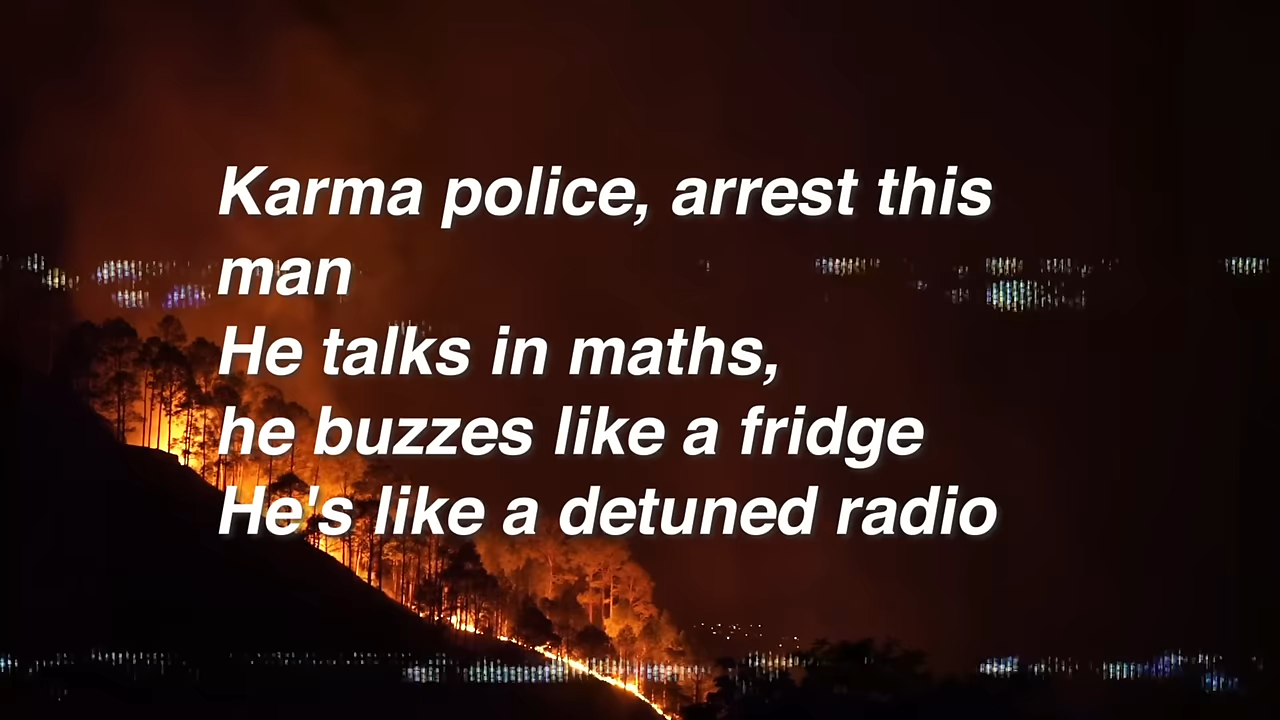 Karma police, arrest this
man
He talks in maths,
he buzzes like a fridge
He's like a detuned radio